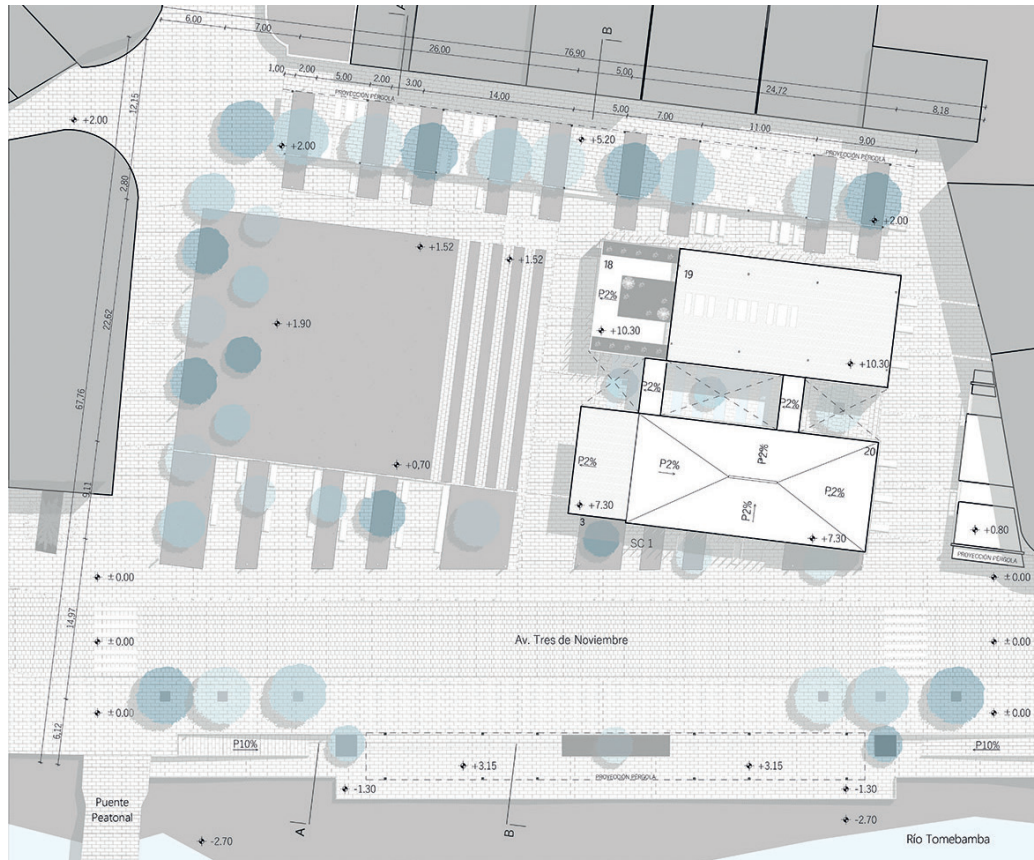 A
B
6,00
7,00
26,00
76,90
5,00
24,72
8,18
1,00
2,00
5,00
2,00
3,00
14,00
5,00
7,00
11,00
9,00
PROYECCIÓN PÉRGOLA
PROYECCIÓN PÉRGOLA
12,15
+2.00
+2.00
+5.20
+2.00
2,80
+1.52
+1.52
18
19
P2%
+1.90
+10.30
+10.30
22,62
67,76
P2%
P2%
20
P2%
P2%
P2%
P2%
P2%
+0,70
9,11
+7.30
+7.30
3
SC 1
+0.80
PROYECCIÓN PÉRGOLA
±0.00
±0.00
14,97
±0.00
Av. Tres de Noviembre
±0.00
±0.00
±0.00
6,12
P10%
P10%
+3.15
+3.15
PROYECCIÓN PÉRGOLA
-1.30
-1.30
Puente
Peatonal
A
B
-2.70
-2.70
Río Tomebamba